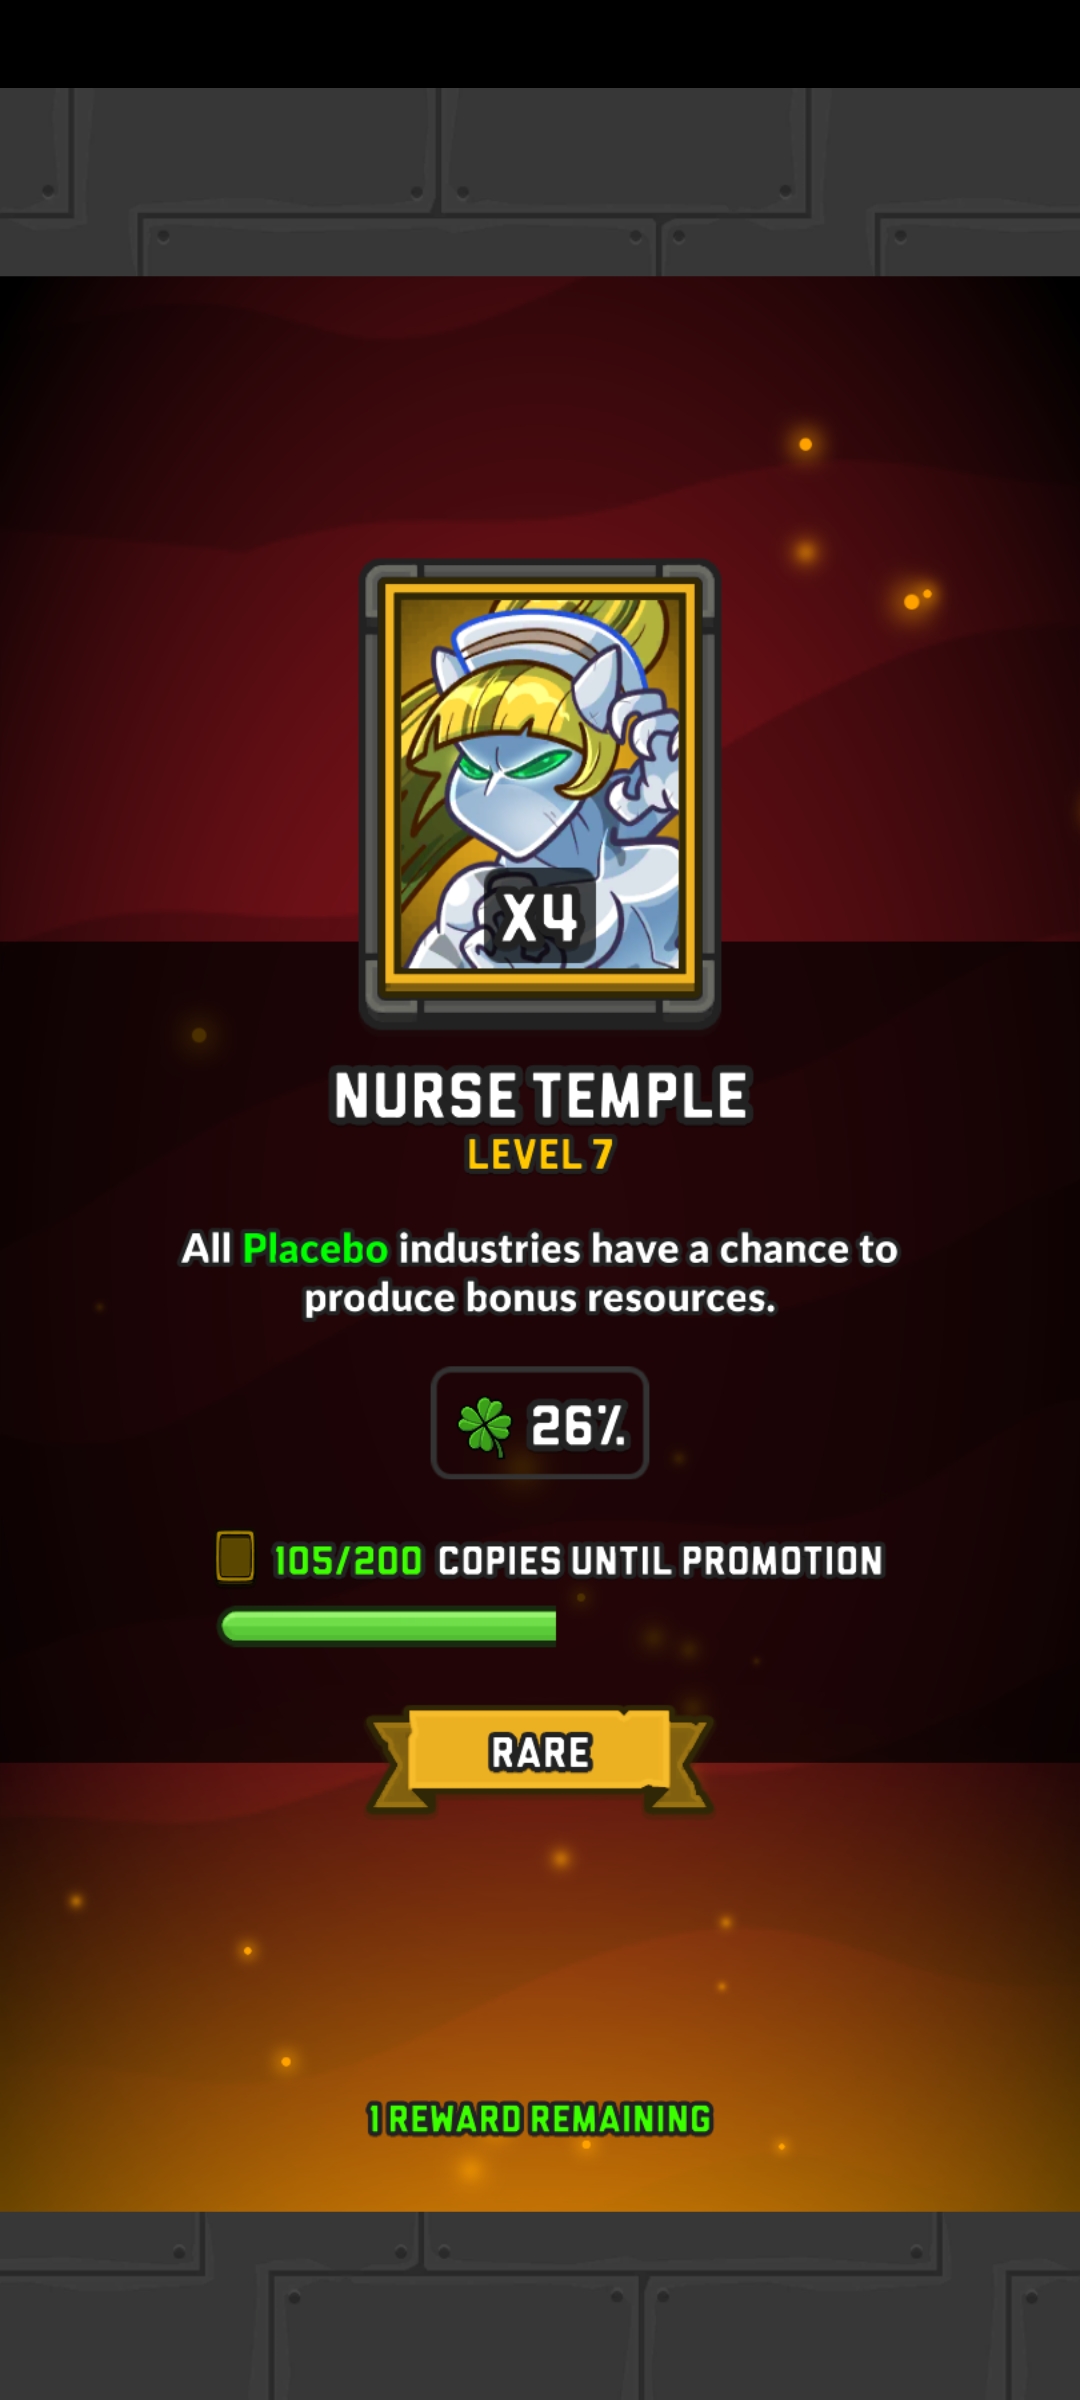 X4
NURSE TEMPLE
LEVEL 7
All Placebo industries have a chance to
produce bonus resources.
26%
105/200 COPIES UNTIL PROMOTION
RARE
1 REWARD REMAINING